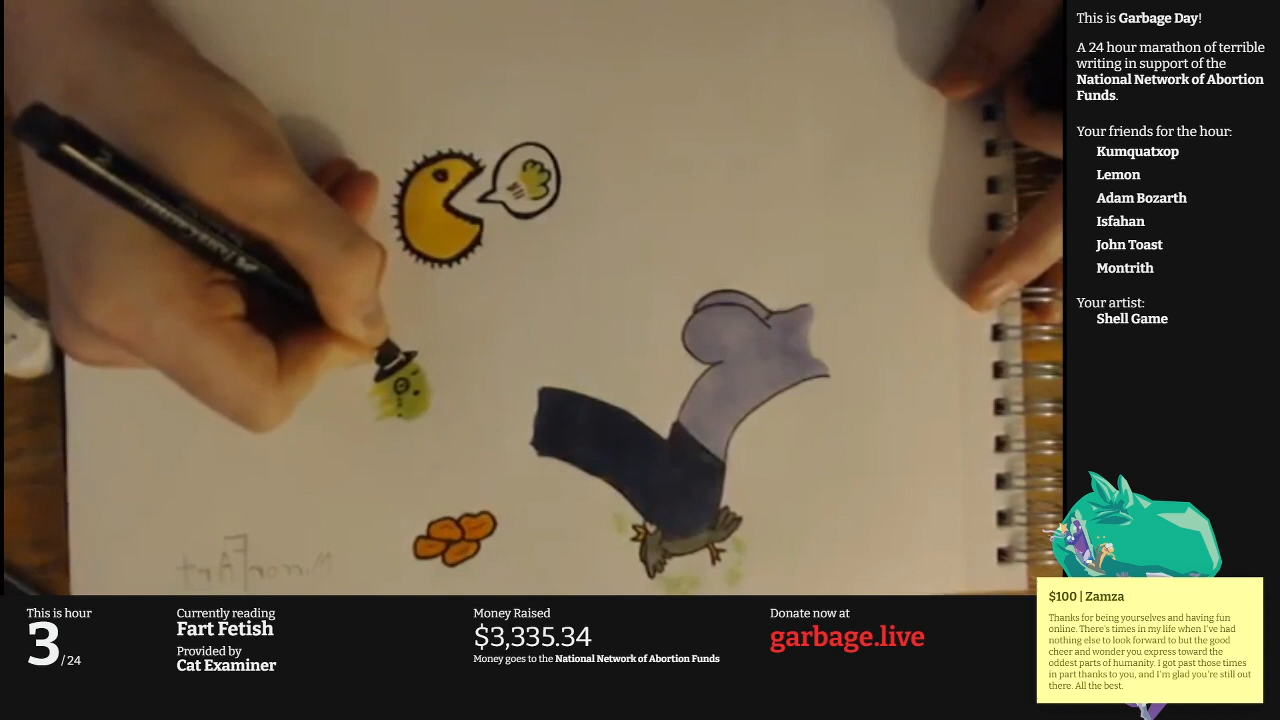 This is Garbage Day!
A 24 hour marathon of terrible
writing in support of the
National Network of Abortion
Funds.
Your friends for the hour:
Kumquatxop
Lemon
Adam Bozarth
Isfahan
John Toast
Montrith
Your artist:
Shell Game
This is hour
3/24
Currently reading
Fart Fetish
Provided by
Cat Examiner
Money Raised
$3,335.34
Money goes to the National Network of Abortion Funds
Donate now at
garbage.live
$100 | Zamza
Thanks for being yourselves and having fun
online. There's times in my life when I've had
nothing else to look forward to but the good
cheer and wonder you express toward the
oddest parts of humanity. I got past those times
in part thanks to you, and I'm glad you're still out
there. All the best.